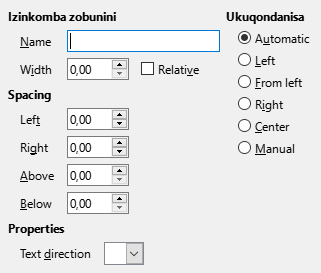 Izinkomba zobunini
Name
Width 0,00 Relative
Spacing
Left 0,00
Right 0,00
Above 0,00
Below 0,00
Properties
Text direction
Ukuqondanisa
Automatic
Left
From left
Right
Center
Manual